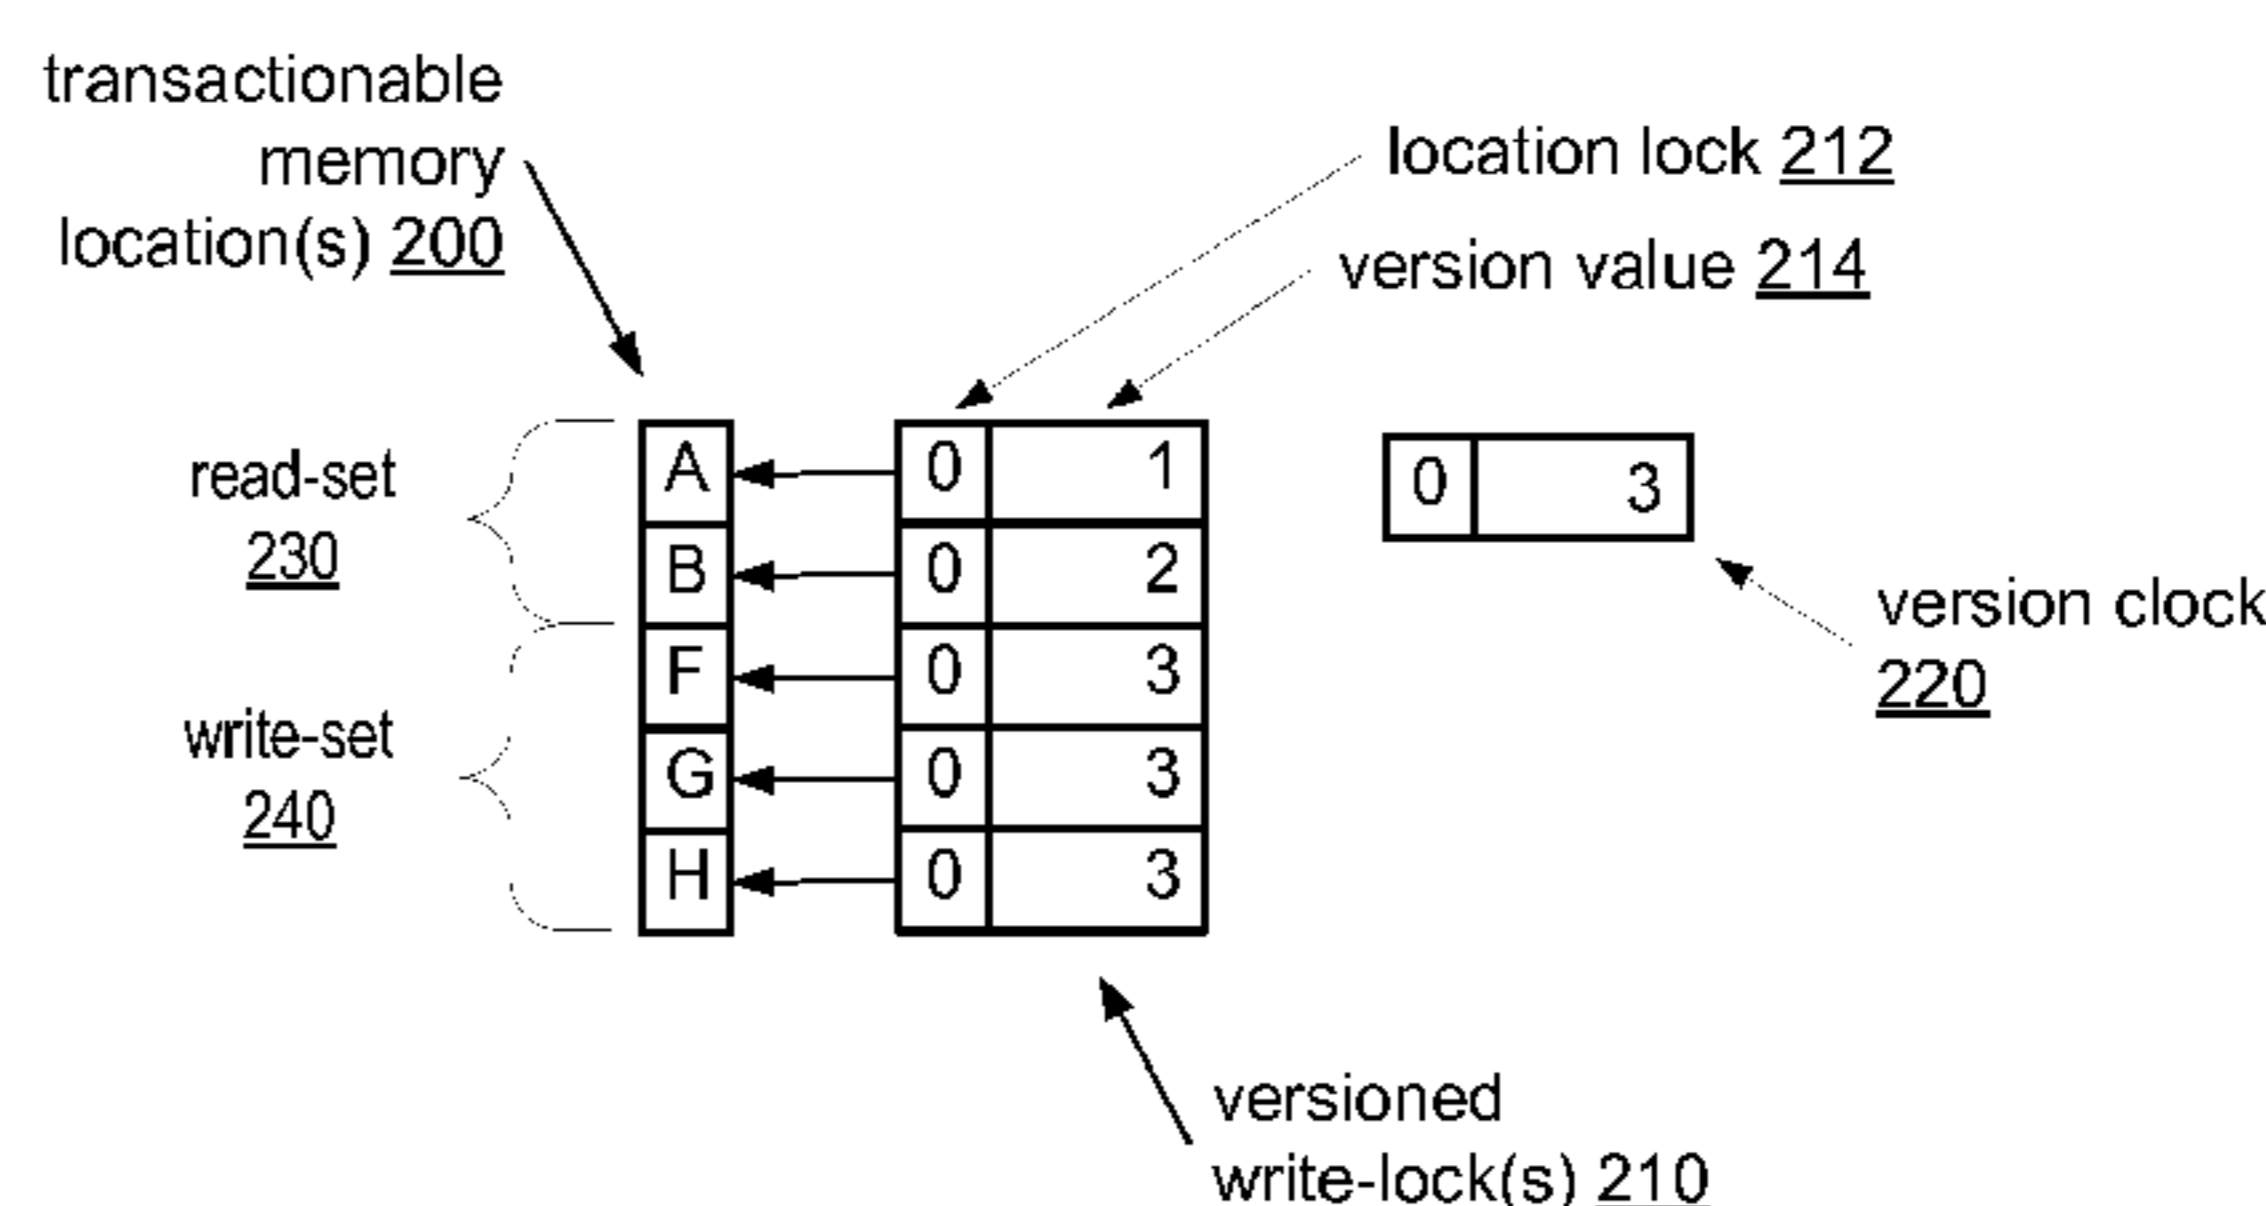 transactionable
memory
location(s) 200
location lock 212
version value 214
read-set
230
write-set
240
A 0 1
B 0 2
F 0 3
G 0 3
H 0 3
0 3
version clock
220
versioned
write-lock(s) 210